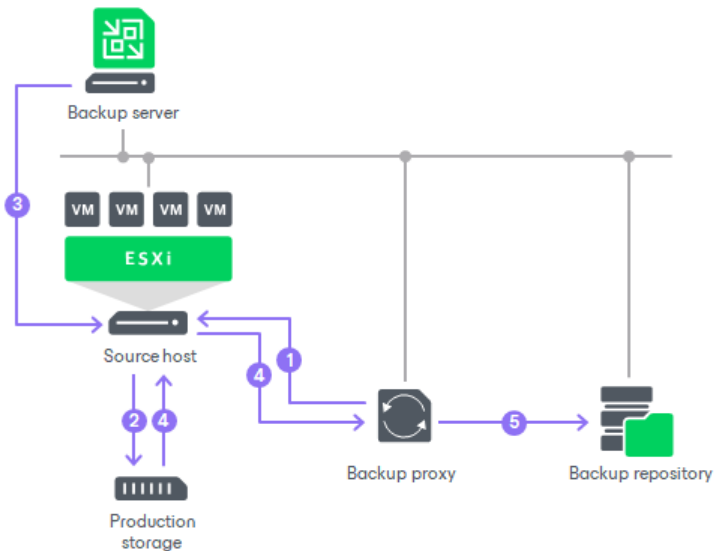 Backup server
3
VM VM VM VM
ESXi
Source host
1
4
2 4
5
Backup proxy
Backup repository
Production
storage